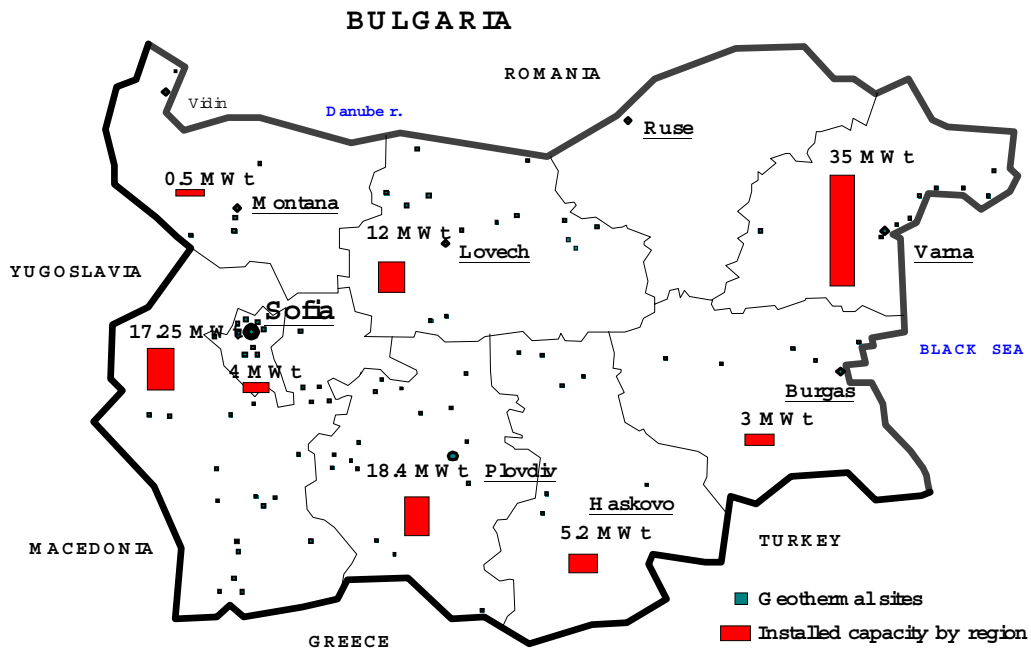 BULGARIA
ROMANIA
Vidin
Danube r.
Ruse
35 MWt
0.5 MWt
Montana
12 MWt
Lovech
Varna
YUGOSLAVIA
Sofia
17.25 MWt
BLACK SEA
4 MWt
Burgas
3 MWt
18.4 MWt
Plovdiv
Haskovo
5.2 MWt
MACEDONIA
TURKEY
Geothermal sites
GREECE
Installed capacity by region